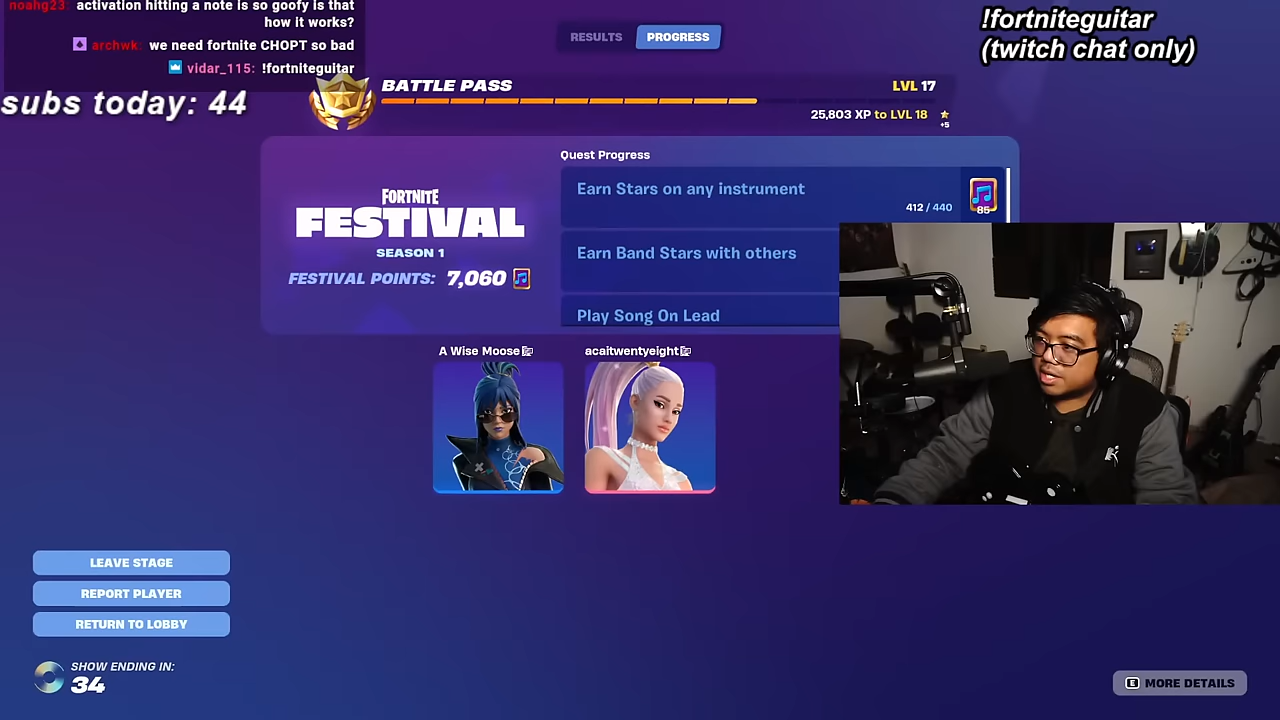 noahg23: activation hitting a note is so goofy is that
how it works?
archwk: we need fortnite CHOPT so bad
vidar_115: !fortniteguitar
subs today: 44
RESULTS
PROGRESS
!fortniteguitar
(twitch chat only)
BATTLE PASS
LVL 17
25,803 XP to LVL 18
+5
FORTNITE
FESTIVAL
SEASON 1
FESTIVAL POINTS: 7,060
Quest Progress
Earn Stars on any instrument
412 / 440
85
Earn Band Stars with others
Play Song On Lead
A Wise Moose
acaitwentyeight
LEAVE STAGE
REPORT PLAYER
RETURN TO LOBBY
SHOW ENDING IN:
34
E MORE DETAILS